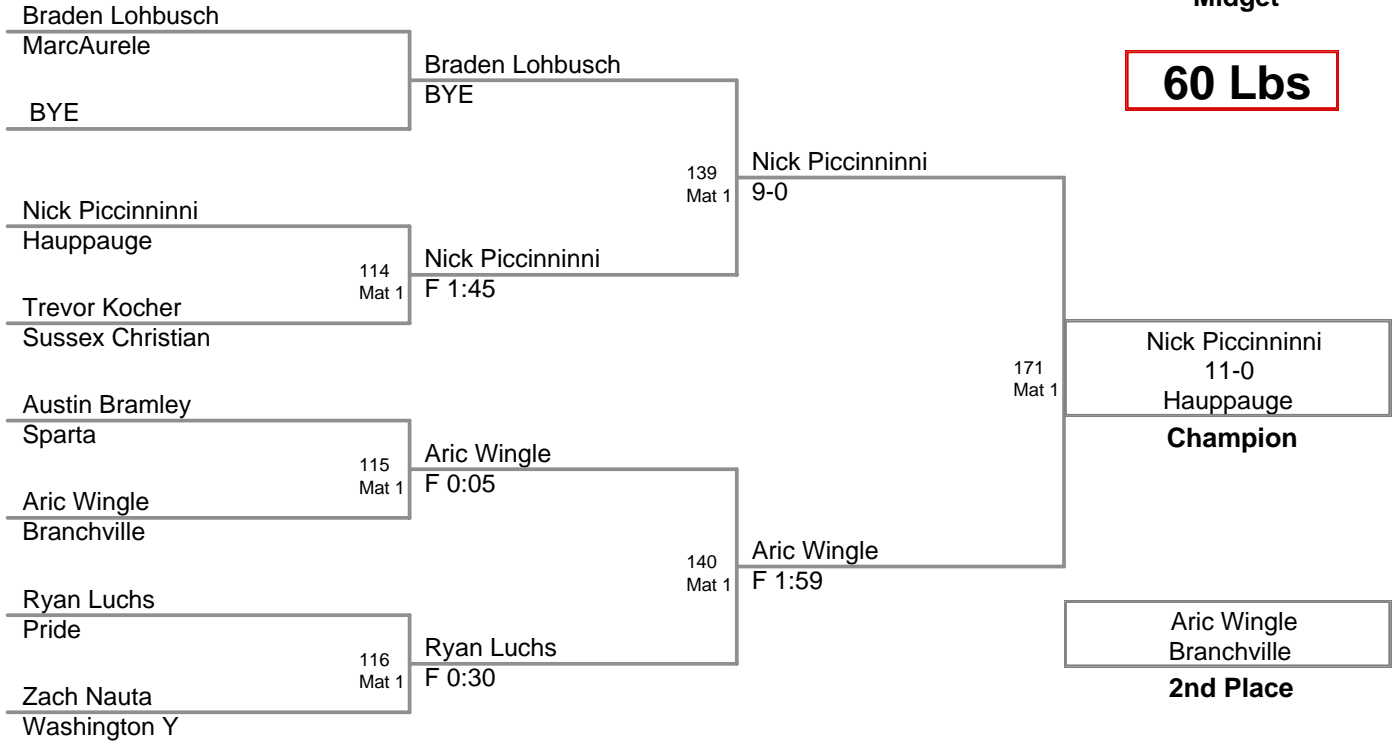 Midget
60 Lbs
Braden Lohbusch
MarcAurele
BYE
Nick Piccinninni
Hauppauge
114
Mat 1
Trevor Kocher
Sussex Christian
Austin Bramley
Sparta
115
Mat 1
Aric Wingle
Branchville
Ryan Luchs
Pride
116
Mat 1
Zach Nauta
Washington Y
Braden Lohbusch
BYE
139
Mat 1
Nick Piccinninni
F 1:45
Aric Wingle
F 0:05
140
Mat 1
Ryan Luchs
F 0:30
Nick Piccinninni
9-0
171
Mat 1
Aric Wingle
F 1:59
Nick Piccinninni
11-0
Hauppauge
Champion
Aric Wingle
Branchville
2nd Place